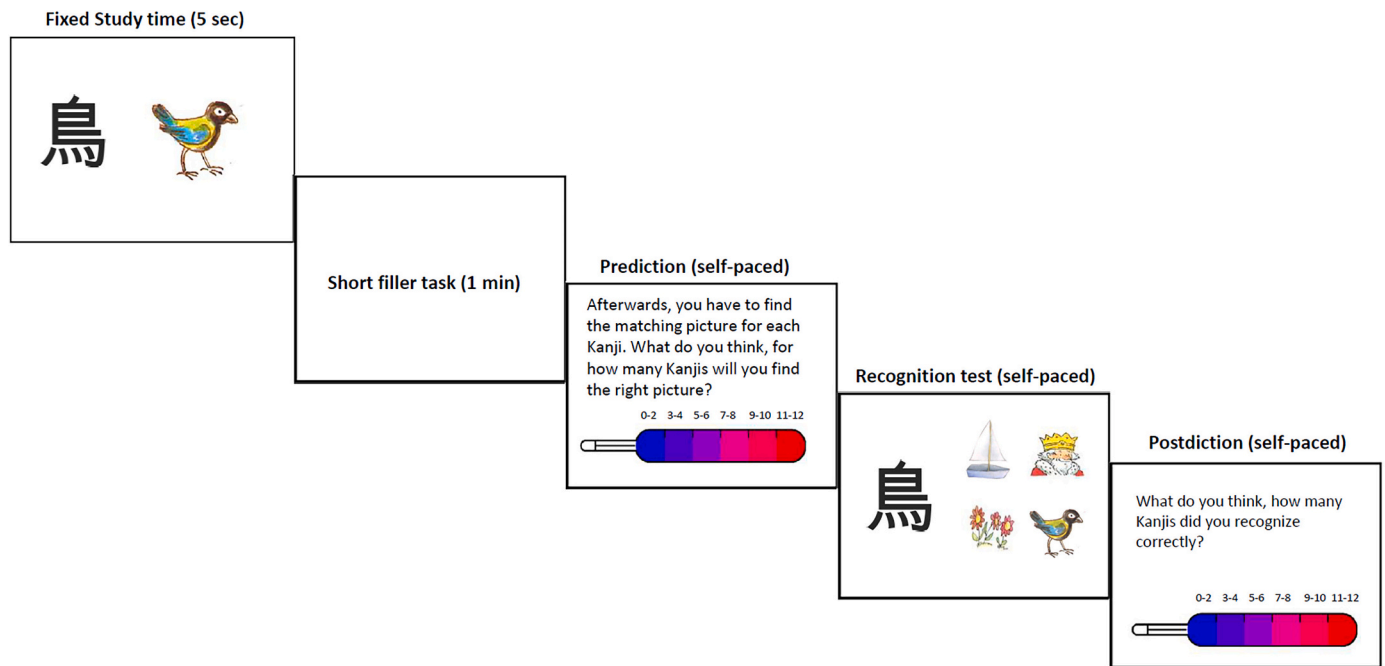 Fixed Study time (5 sec)
鳥
Short filler task (1 min)
Prediction (self-paced)
Afterwards, you have to find
the matching picture for each
Kanji. What do you think, for
how many Kanjis will you find
the right picture?
0-2 3-4 5-6 7-8 9-10 11-12
Recognition test (self-paced)
鳥
Postdiction (self-paced)
What do you think, how many
Kanjis did you recognize
correctly?
0-2 3-4 5-6 7-8 9-10 11-12